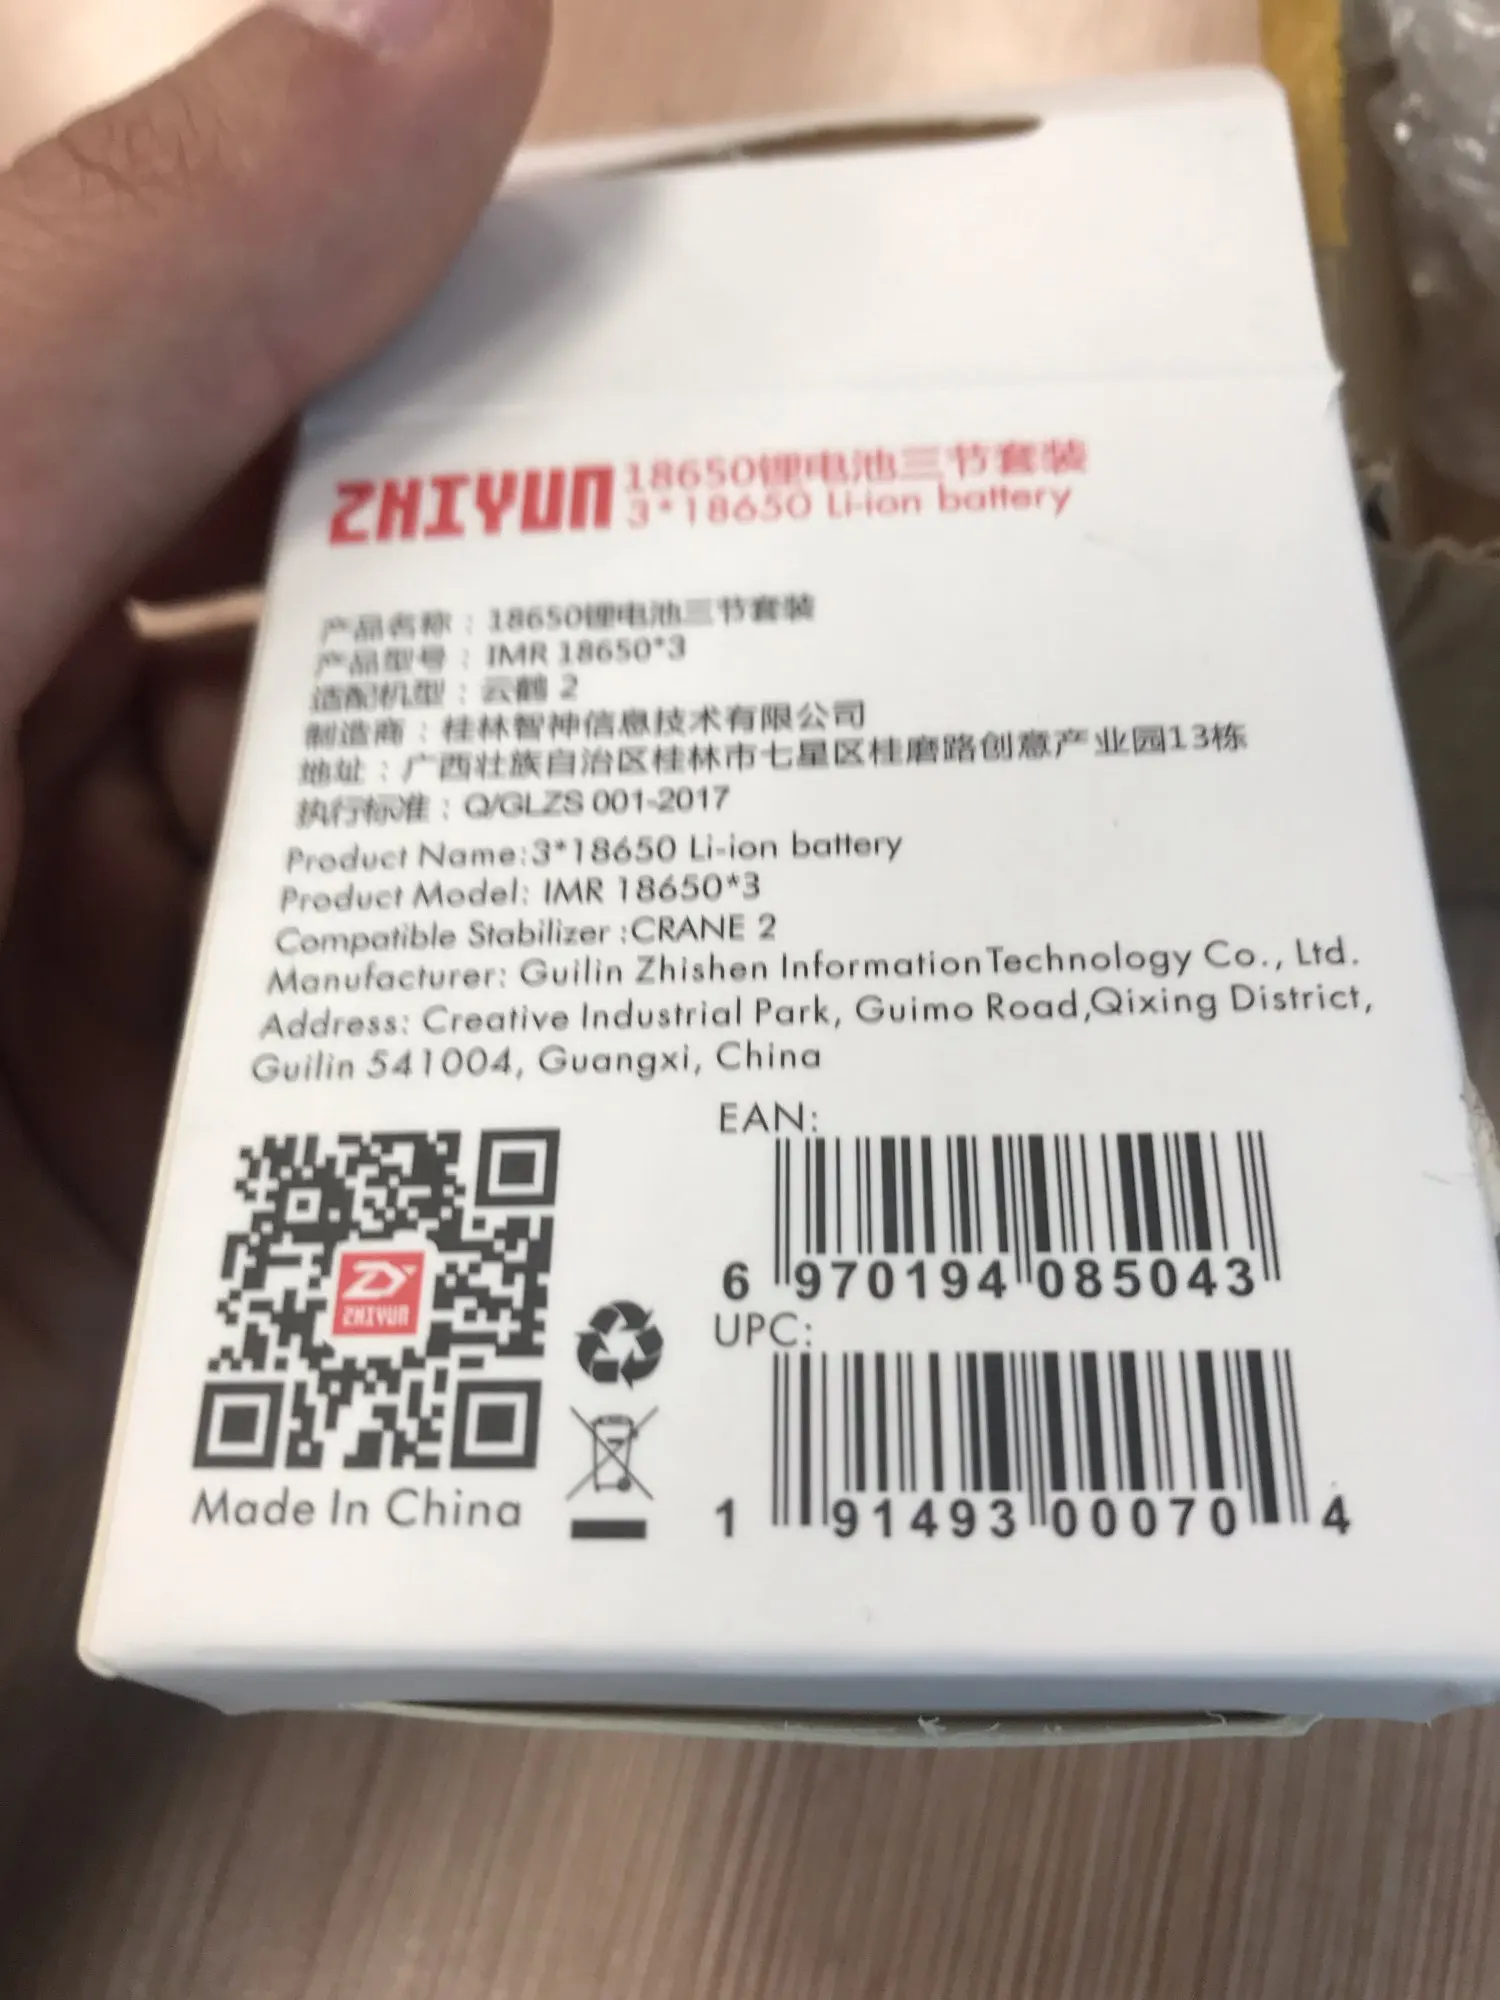 ZHIYUN
18650锂电池三节套装
3*18650 Li-ion battery
产品名称：18650锂电池三节套装
产品型号：IMR 18650*3
适配机型：云鹤 2
制造商：桂林智神信息技术有限公司
地址：广西壮族自治区桂林市七星区桂磨路创意产业园13栋
执行标准：Q/GLZS 001-2017
Product Name:3*18650 Li-ion battery
Product Model: IMR 18650*3
Compatible Stabilizer :CRANE 2
Manufacturer: Guilin Zhishen Information Technology Co., Ltd.
Address: Creative Industrial Park, Guimo Road,Qixing District,
Guilin 541004, Guangxi, China
EAN:
6 970194 085043
UPC:
1 91493 00070 4
ZY
ZHIYUN
Made In China